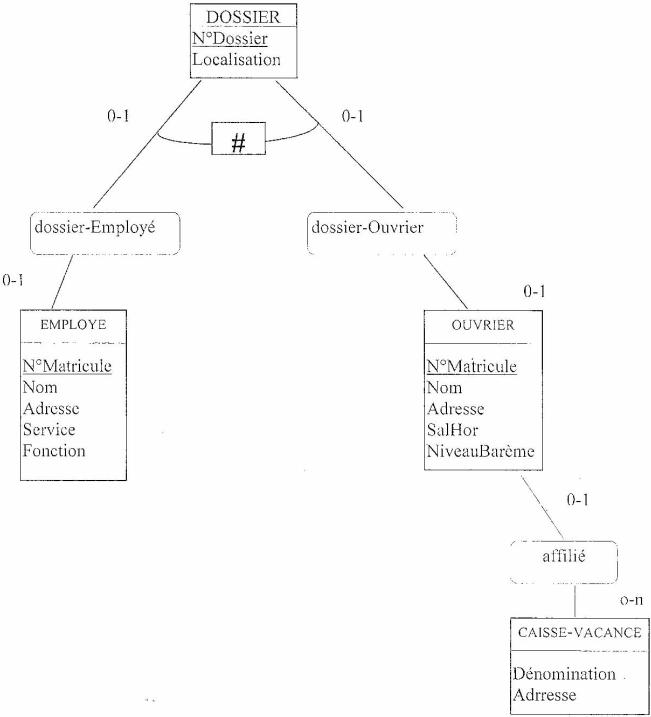 DOSSIER
N°Dossier
Localisation
0-1
0-1
#
dossier-Employé
dossier-Ouvrier
0-1
0-1
EMPLOYE
N°Matricule
Nom
Adresse
Service
Fonction
OUVRIER
N°Matricule
Nom
Adresse
SalHor
NiveauBarème
0-1
affilié
o-n
CAISSE-VACANCE
Dénomination
Adrresse